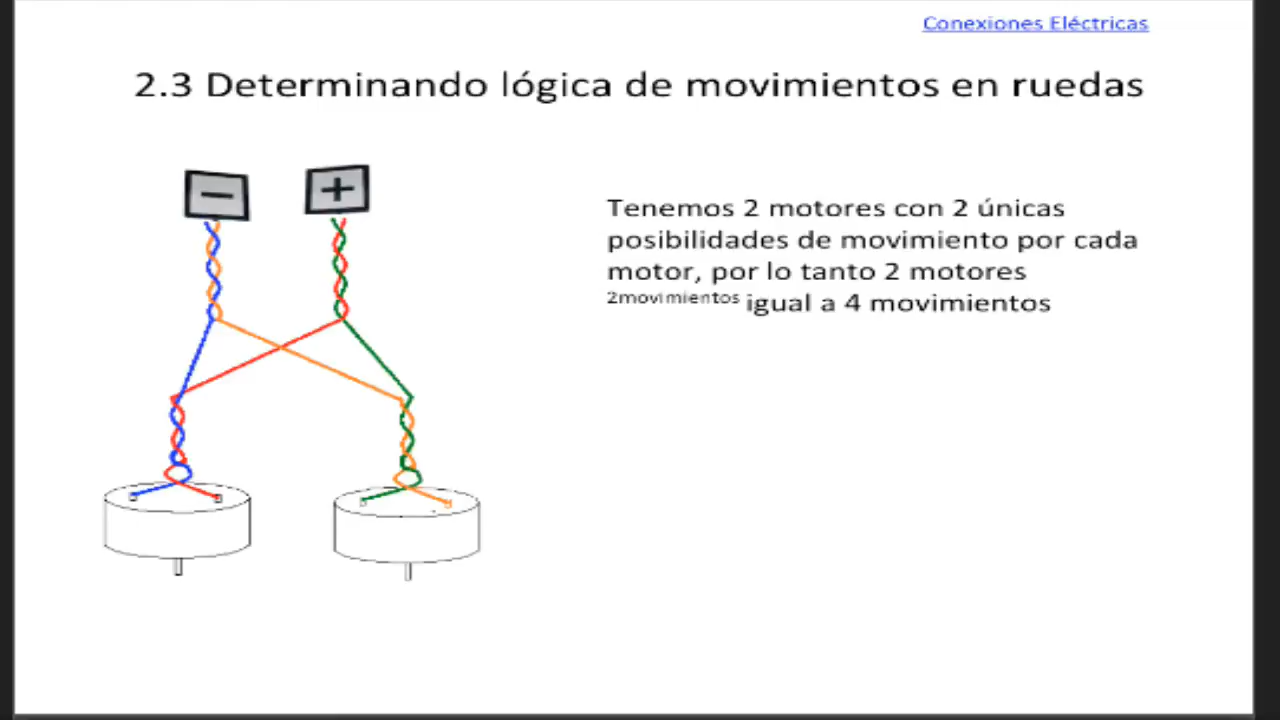 Conexiones Eléctricas
2.3 Determinando lógica de movimientos en ruedas
− +
Tenemos 2 motores con 2 únicas
posibilidades de movimiento por cada
motor, por lo tanto 2 motores
2movimientos igual a 4 movimientos